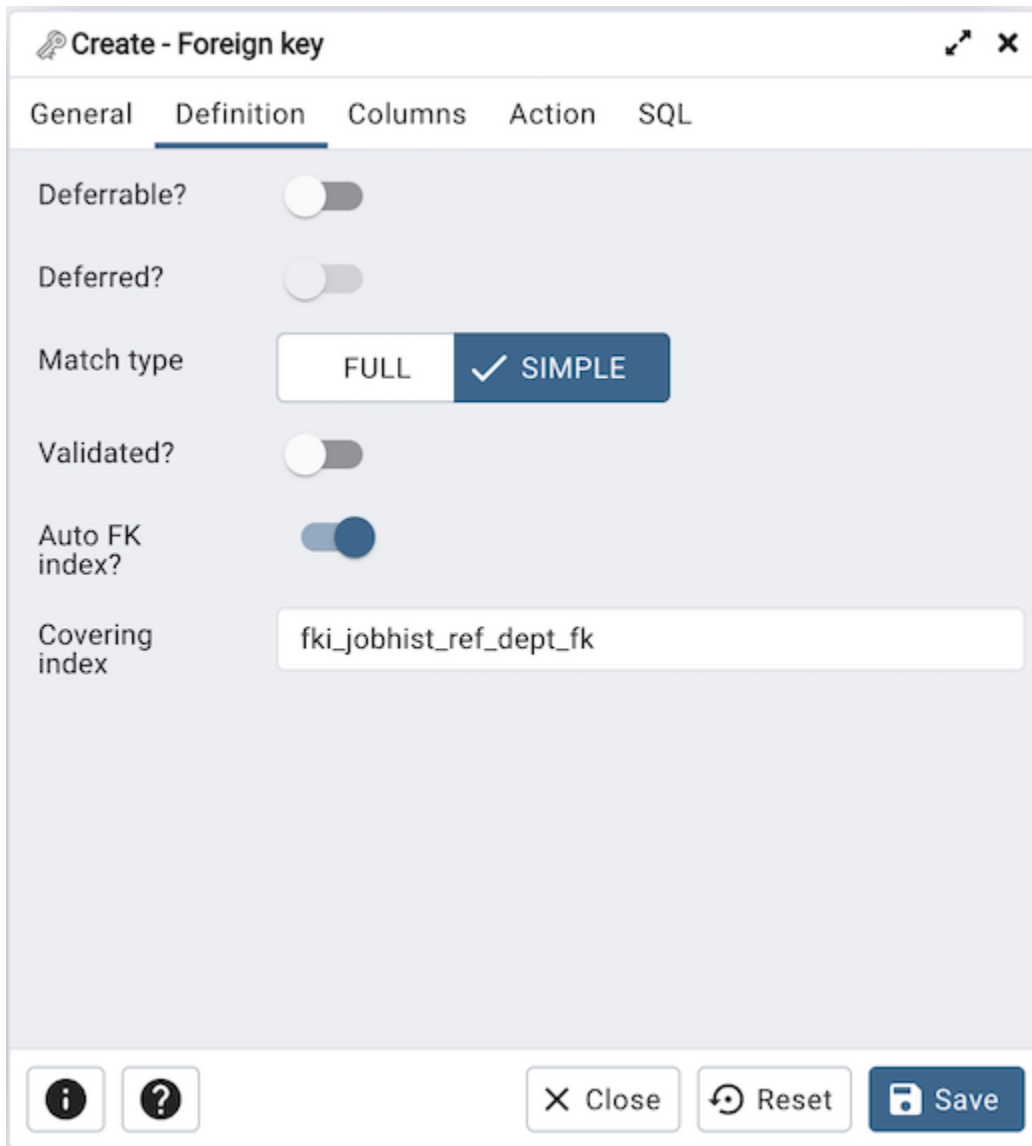 Create - Foreign key
General Definition Columns Action SQL
Deferrable?
Deferred?
Match type FULL SIMPLE
Validated?
Auto FK
index?
Covering
index
fki_jobhist_ref_dept_fk
Close Reset Save